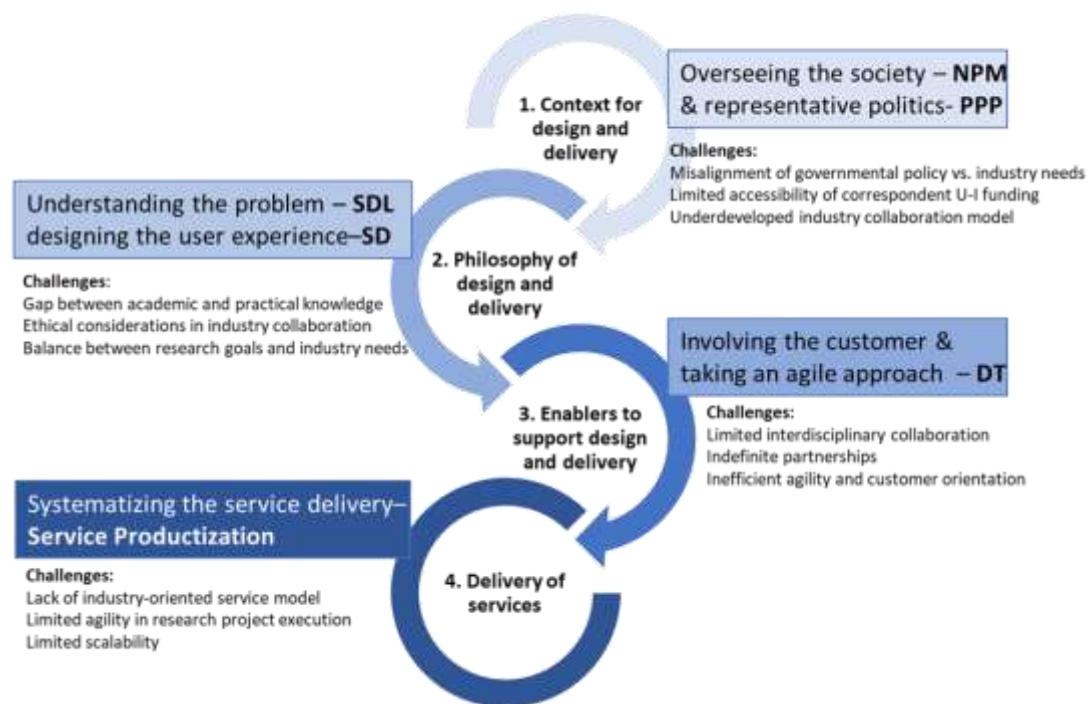 1. Context for
design and
delivery
Overseeing the society – NPM
& representative politics- PPP
Challenges:
Misalignment of governmental policy vs. industry needs
Limited accessibility of correspondent U-I funding
Underdeveloped industry collaboration model
Understanding the problem – SDL
designing the user experience–SD
Challenges:
Gap between academic and practical knowledge
Ethical considerations in industry collaboration
Balance between research goals and industry needs
2. Philosophy of
design and
delivery
Involving the customer &
taking an agile approach – DT
Challenges:
Limited interdisciplinary collaboration
Indefinite partnerships
Inefficient agility and customer orientation
3. Enablers to
support design
and delivery
Systematizing the service delivery–
Service Productization
Challenges:
Lack of industry-oriented service model
Limited agility in research project execution
Limited scalability
4. Delivery of
services